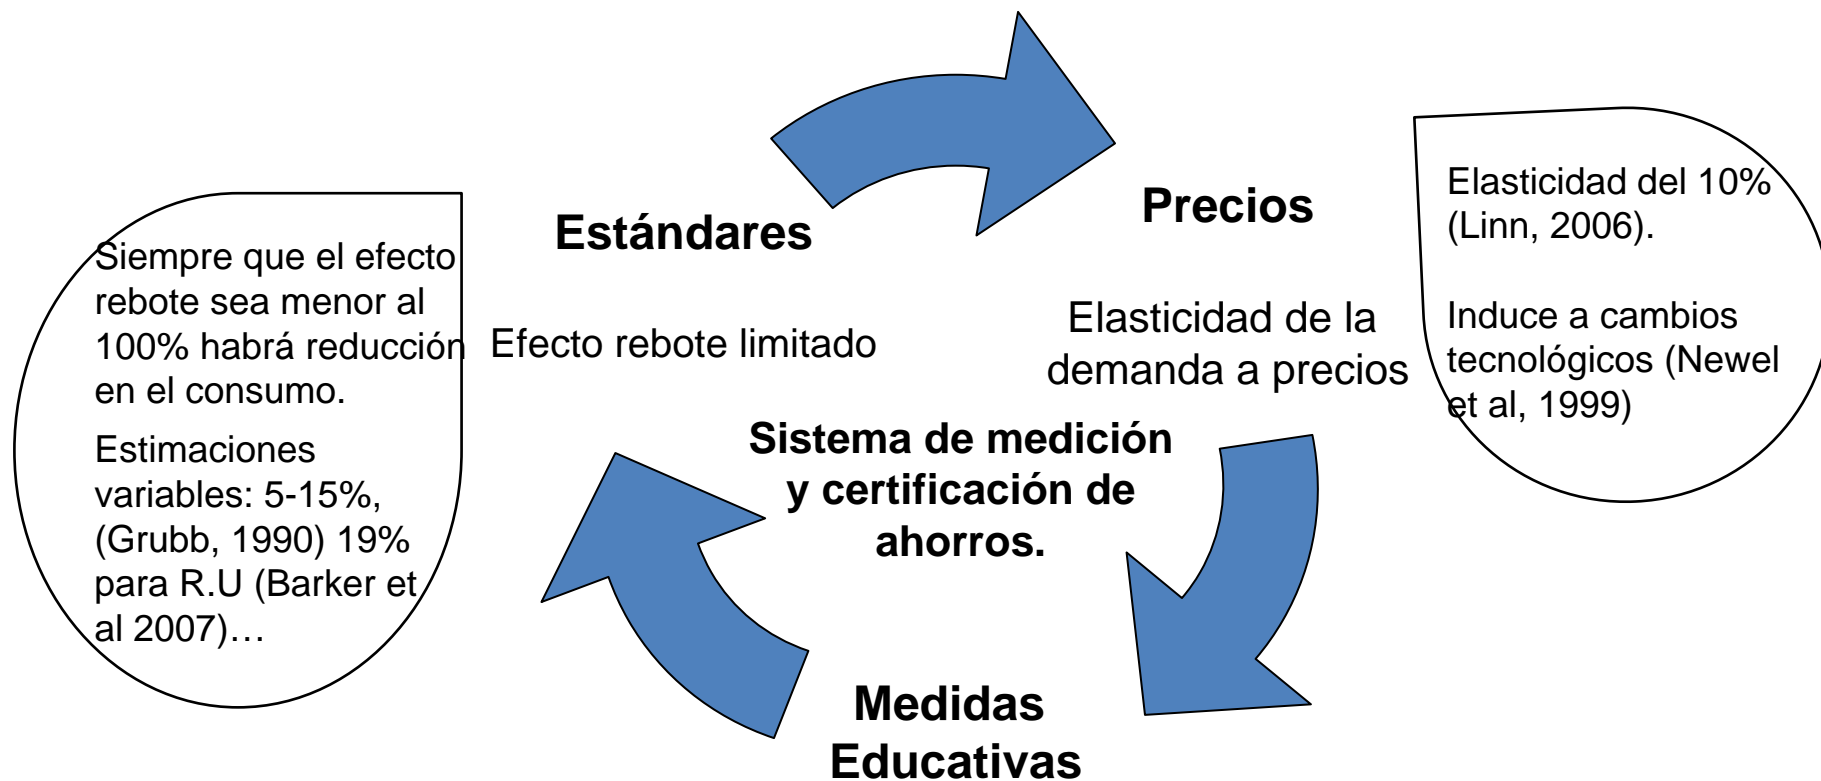 Siempre que el efecto
rebote sea menor al
100% habrá reducción
en el consumo.
Estimaciones
variables: 5-15%,
(Grubb, 1990) 19%
para R.U (Barker et
al 2007)…
Estándares
Efecto rebote limitado
Precios
Elasticidad de la
demanda a precios
Elasticidad del 10%
(Linn, 2006).
Induce a cambios
tecnológicos (Newel
et al, 1999)
Sistema de medición
y certificación de
ahorros.
Medidas
Educativas